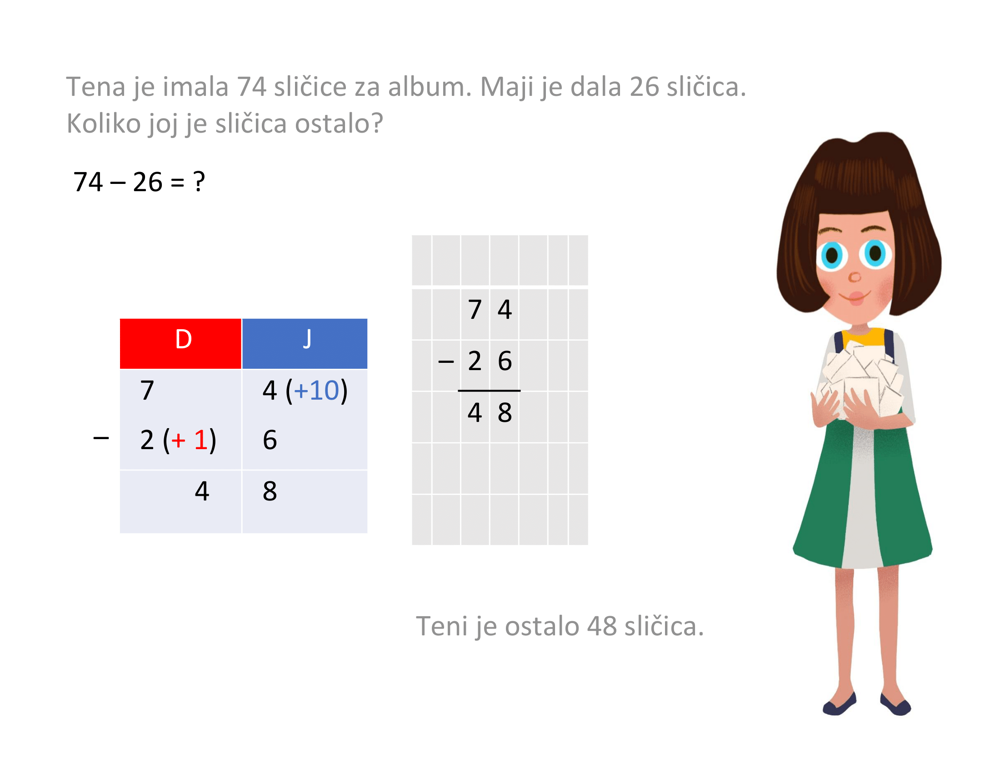 Tena je imala 74 sličice za album. Maji je dala 26 sličica.
Koliko joj je sličica ostalo?
74 – 26 = ?
D J
7 4 (+10)
– 2 (+ 1) 6
4 8
7 4
– 2 6
4 8
Teni je ostalo 48 sličica.